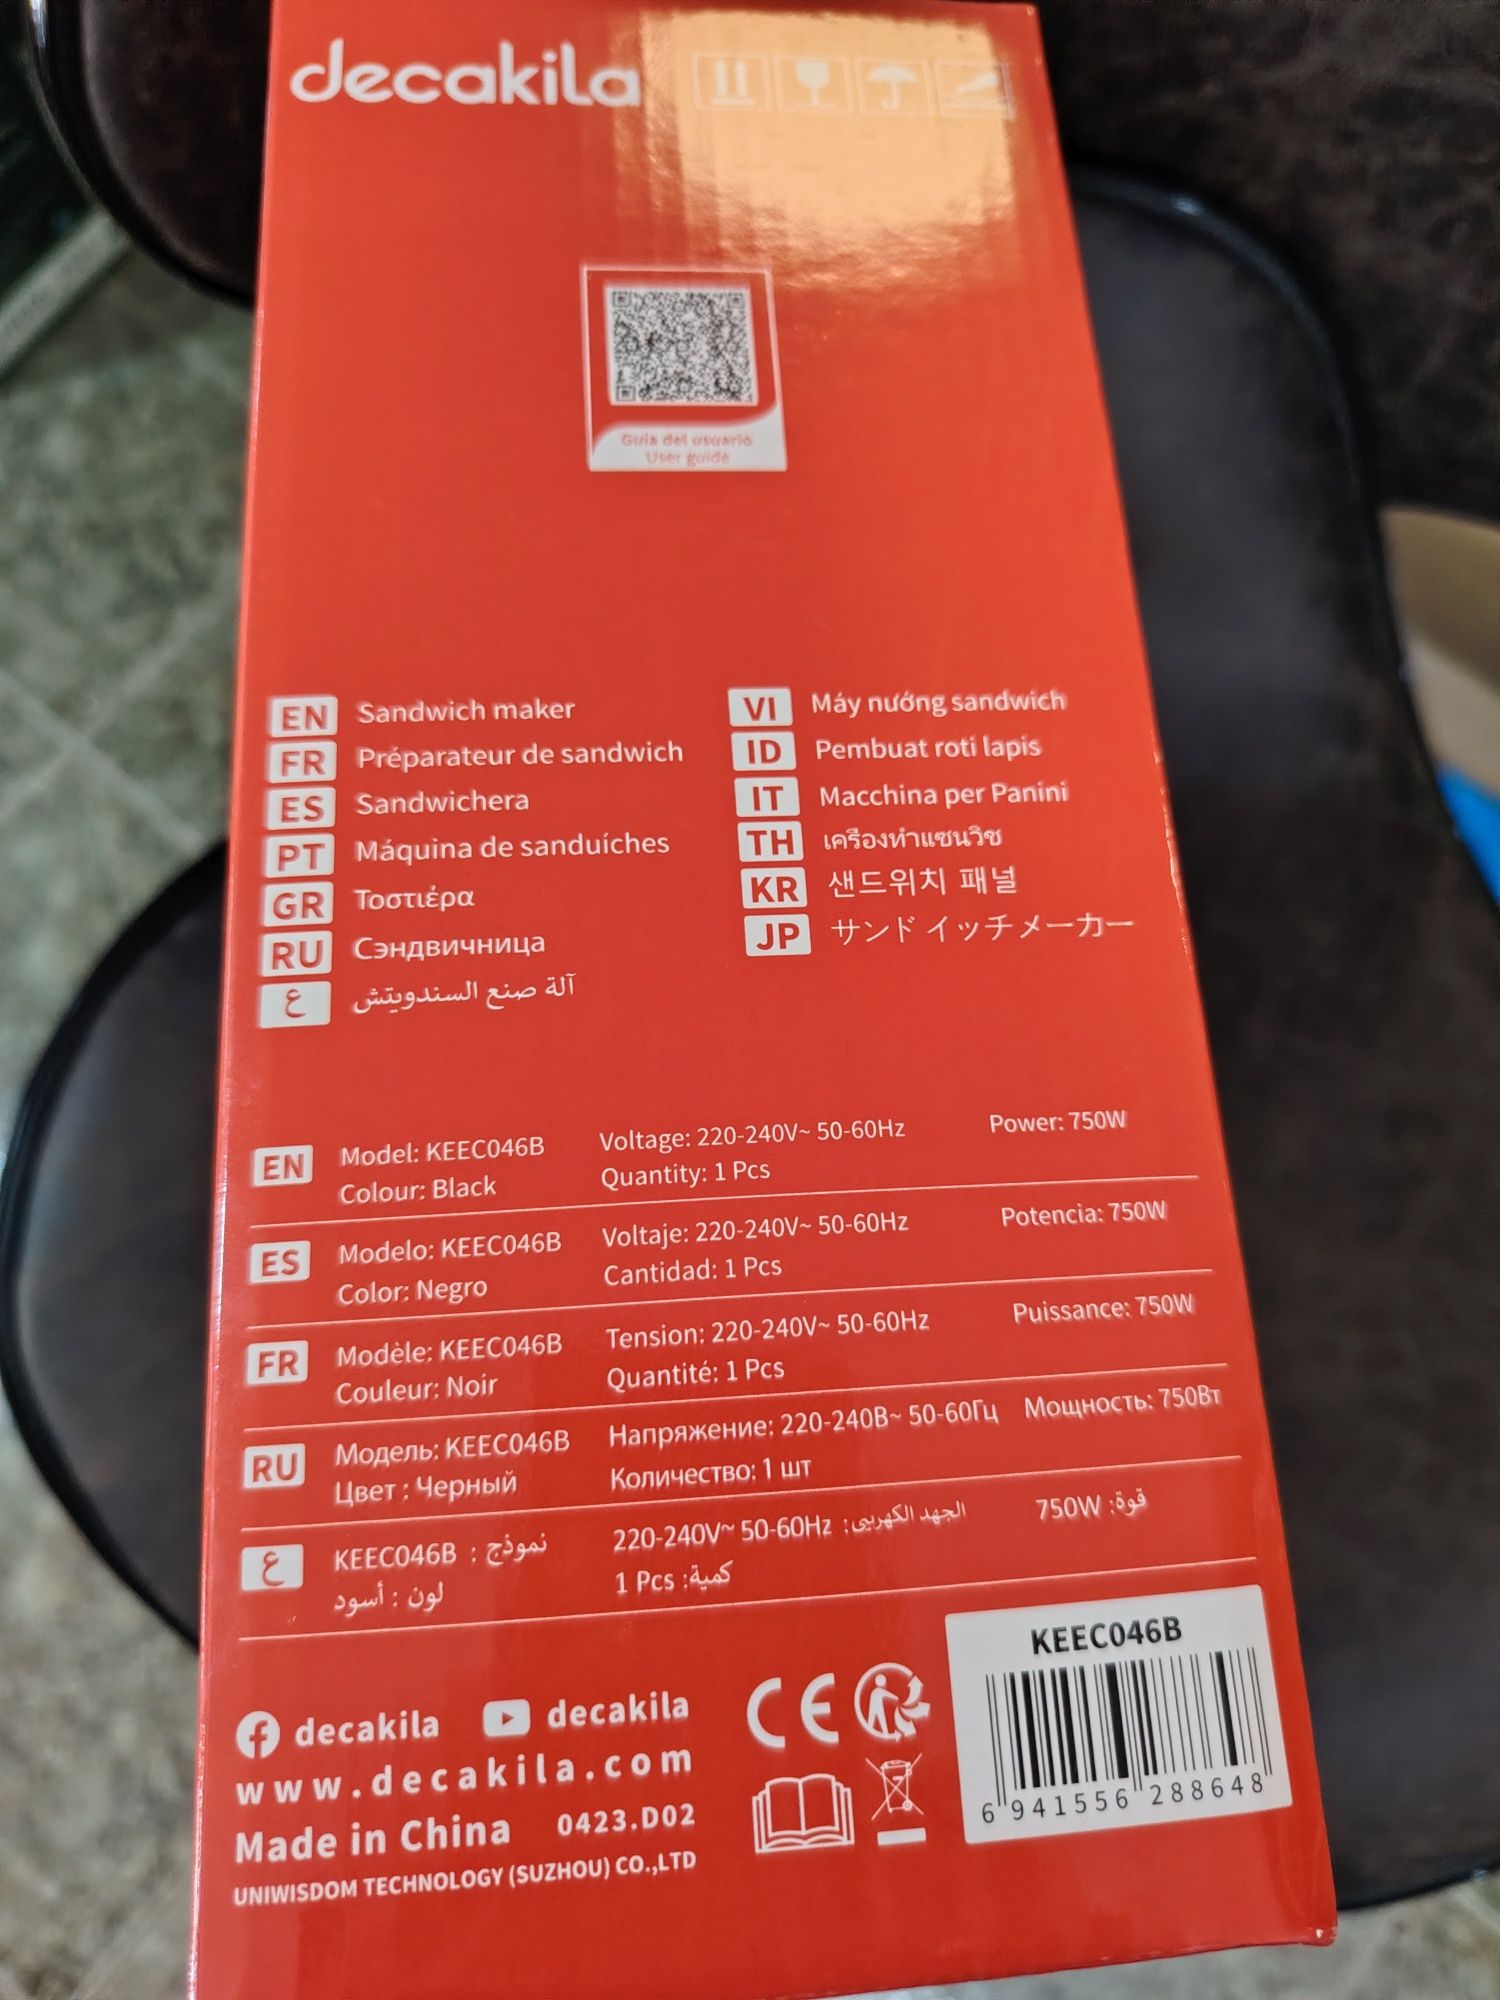 decakila
Guia del usuario
User guide
EN Sandwich maker
FR Préparateur de sandwich
ES Sandwichera
PT Máquina de sanduíches
GR Τοστιέρα
RU Сэндвичница
ع آلة صنع السندويتش
VI Máy nướng sandwich
ID Pembuat roti lapis
IT Macchina per Panini
TH เครื่องทำแซนวิช
KR 샌드위치 패널
JP サンドイッチメーカー
EN Model: KEEC046B Voltage: 220-240V~ 50-60Hz Power: 750W
Colour: Black Quantity: 1 Pcs
ES Modelo: KEEC046B Voltaje: 220-240V~ 50-60Hz Potencia: 750W
Color: Negro Cantidad: 1 Pcs
FR Modèle: KEEC046B Tension: 220-240V~ 50-60Hz Puissance: 750W
Couleur: Noir Quantité: 1 Pcs
RU Модель: KEEC046B Напряжение: 220-240В~ 50-60Гц Мощность: 750Вт
Цвет : Черный Количество: 1 шт
ع نموذج : KEEC046B الجهد الكهربى: 220-240V~ 50-60Hz قوة: 750W
لون : أسود كمية: 1 Pcs
decakila decakila
www.decakila.com
Made in China 0423.D02
UNIWISDOM TECHNOLOGY (SUZHOU) CO.,LTD
CE
KEEC046B
6 941556 288648